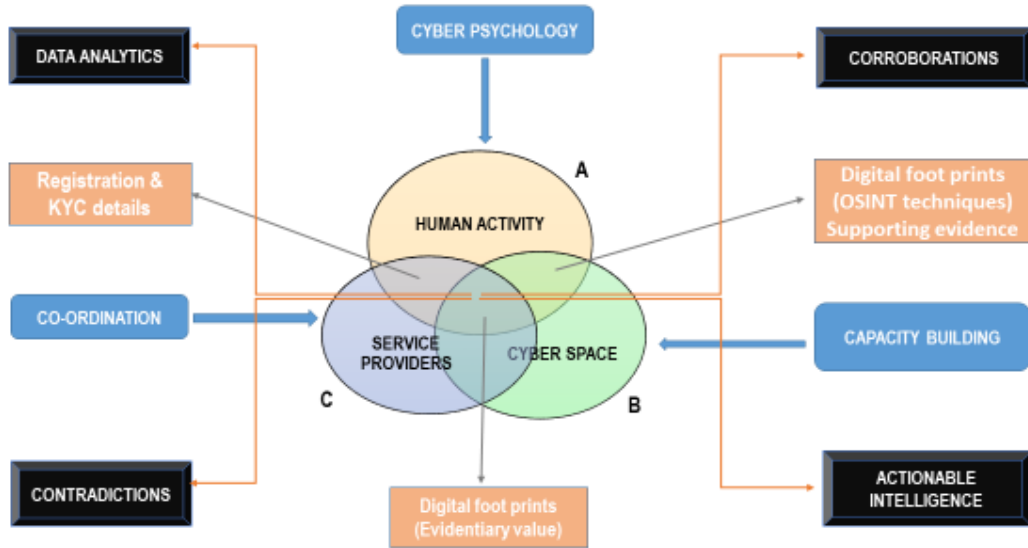 CYBER PSYCHOLOGY
DATA ANALYTICS
CORROBORATIONS
A
Registration &
KYC details
Digital foot prints
(OSINT techniques)
Supporting evidence
HUMAN ACTIVITY
CO-ORDINATION
SERVICE
PROVIDERS
CYBER SPACE
CAPACITY BUILDING
C
B
CONTRADICTIONS
ACTIONABLE
INTELLIGENCE
Digital foot prints
(Evidentiary value)